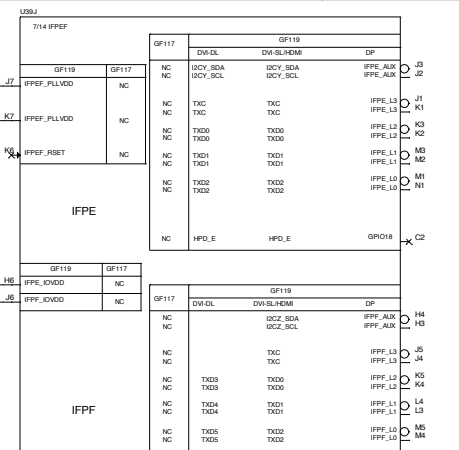 U39J
7/14 IFPEF
GF117 GF119
DVI-DL DVI-SL/HDMI DP
NC I2CY_SDA I2CY_SDA IFPE_AUX J3
NC I2CY_SCL I2CY_SCL IFPE_AUX J2
GF119 GF117
J7 IFPEF_PLLVDD NC
NC TXC TXC IFPE_L3 J1
NC TXC TXC IFPE_L3 K1
K7 IFPEF_PLLVDD NC
NC TXD0 TXD0 IFPE_L2 K3
NC TXD0 TXD0 IFPE_L2 K2
K6 IFPEF_RSET NC
NC TXD1 TXD1 IFPE_L1 M3
NC TXD1 TXD1 IFPE_L1 M2
NC TXD2 TXD2 IFPE_L0 M1
NC TXD2 TXD2 IFPE_L0 N1
IFPE
NC HPD_E HPD_E GPIO18 C2
GF119 GF117
H6 IFPE_IOVDD NC
J6 IFPF_IOVDD NC
GF117 GF119
DVI-DL DVI-SL/HDMI DP
NC I2CZ_SDA IFPF_AUX H4
NC I2CZ_SCL IFPF_AUX H3
NC TXC IFPF_L3 J5
NC TXC IFPF_L3 J4
NC TXD3 TXD0 IFPF_L2 K5
NC TXD3 TXD0 IFPF_L2 K4
NC TXD4 TXD1 IFPF_L1 L4
NC TXD4 TXD1 IFPF_L1 L3
IFPF
NC TXD5 TXD2 IFPF_L0 M5
NC TXD5 TXD2 IFPF_L0 M4